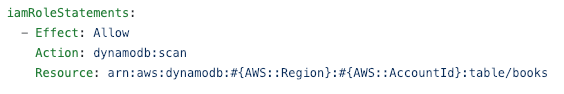 iamRoleStatements:
  - Effect: Allow
    Action: dynamodb:scan
    Resource: arn:aws:dynamodb:#{AWS::Region}:#{AWS::AccountId}:table/books